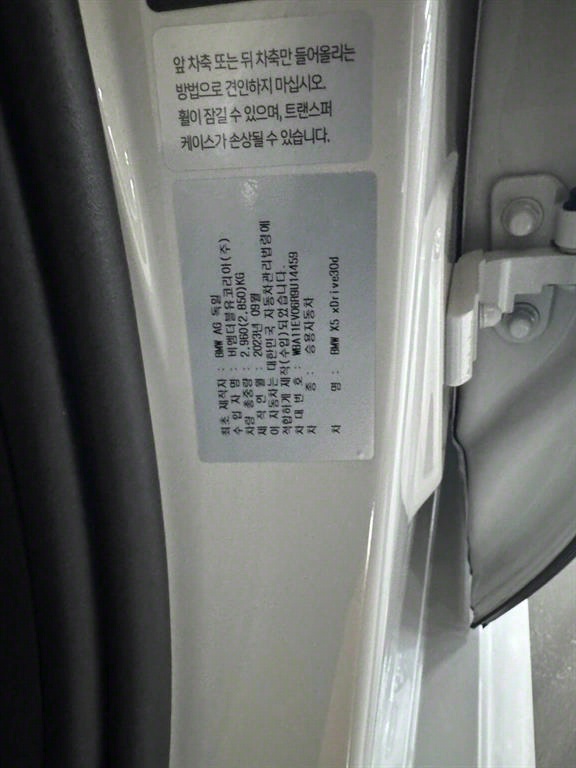 앞 차축 또는 뒤 차축만 들어올리는
방법으로 견인하지 마십시오.
휠이 잠길 수 있으며, 트랜스퍼
케이스가 손상될 수 있습니다.
최초 제작자 : BMW AG 독일
수 입 자 명 : 비엠더블유코리아(주)
차량 총중량 : 2,960(2,850)KG
제 작 연 월 : 2023년 09월
이 자동차는 대한민국 자동차관리법령에
적합하게 제작(수입)되었습니다.
차 대 번 호 : WBA11EV06R9U14459
차 종 : 승용자동차
차 명 : BMW X5 xDrive30d